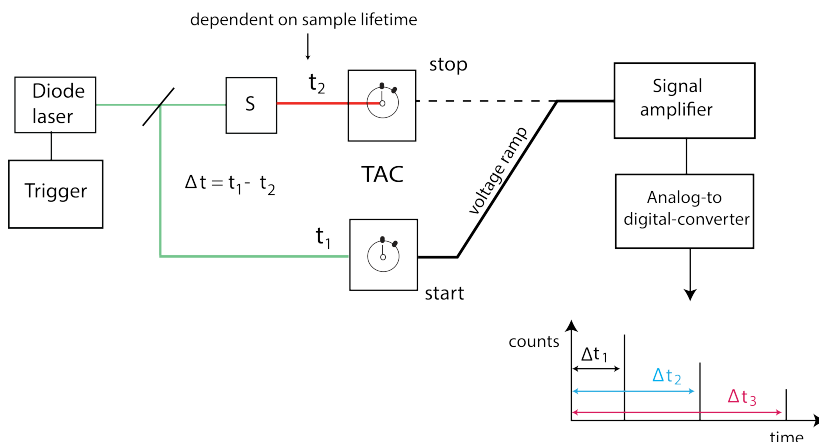 dependent on sample lifetime
t₂
stop
Diode
laser
S
Signal
amplifier
Trigger
Δt = t₁ - t₂
TAC
voltage ramp
Analog-to
digital-converter
t₁
start
counts
Δt₁
Δt₂
Δt₃
time